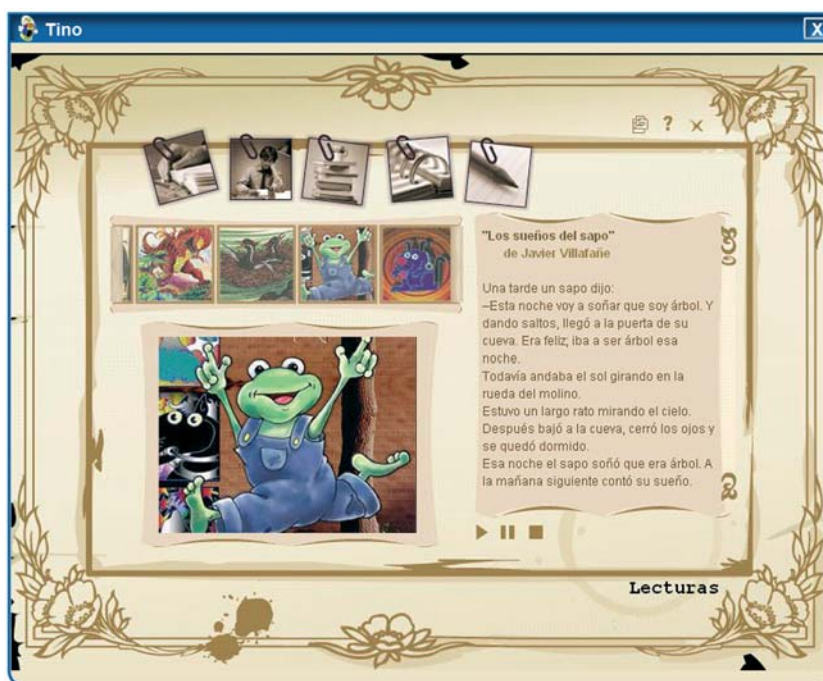 Tino
X
?
"Los sueños del sapo"
de Javier Villafañe
Una tarde un sapo dijo:
–Esta noche voy a soñar que soy árbol. Y
dando saltos, llegó a la puerta de su
cueva. Era feliz; iba a ser árbol esa
noche.
Todavía andaba el sol girando en la
rueda del molino.
Estuvo un largo rato mirando el cielo.
Después bajó a la cueva, cerró los ojos y
se quedó dormido.
Esa noche el sapo soñó que era árbol. A
la mañana siguiente contó su sueño.
Lecturas